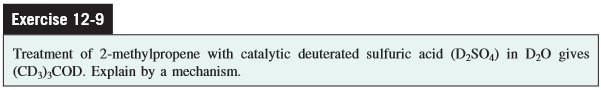 Exercise 12-9
Treatment of 2-methylpropene with catalytic deuterated sulfuric acid (D₂SO₄) in D₂O gives
(CD₃)₃COD. Explain by a mechanism.